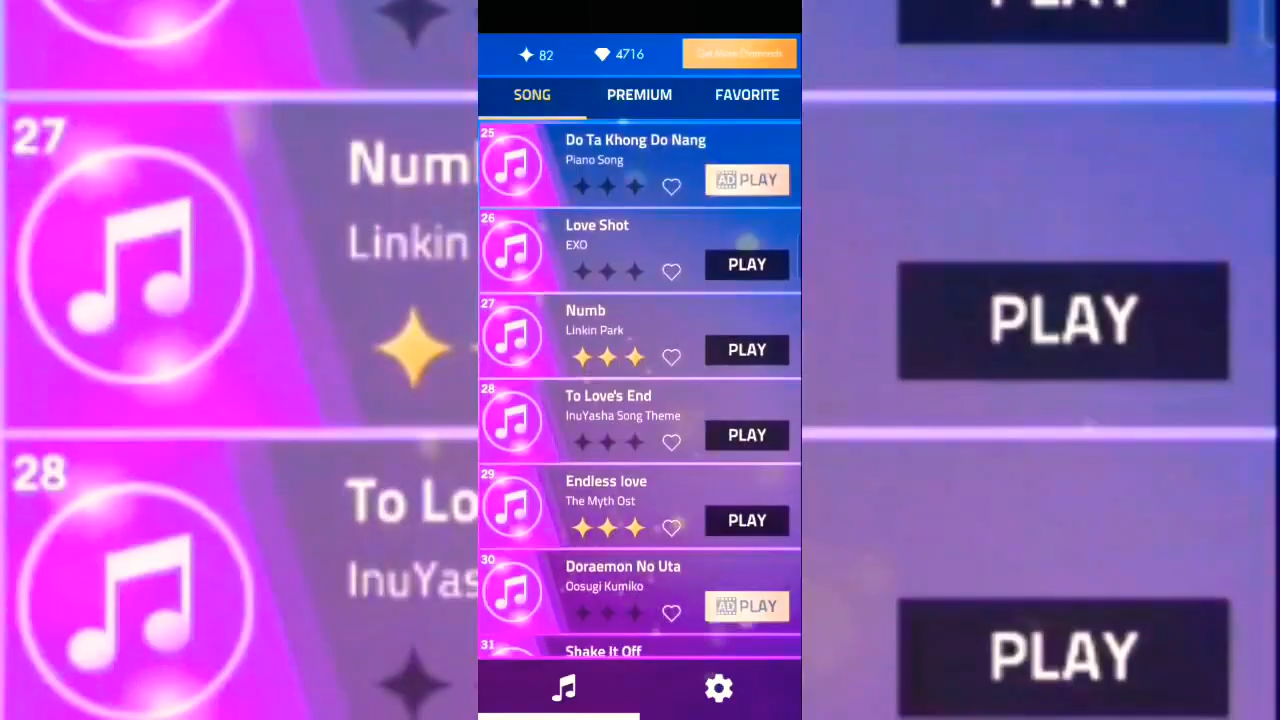 82
4716
Get More Diamonds
SONG
PREMIUM
FAVORITE
25
Do Ta Khong Do Nang
Piano Song
AD PLAY
26
Love Shot
EXO
PLAY
27
Numb
Linkin Park
PLAY
28
To Love's End
InuYasha Song Theme
PLAY
29
Endless love
The Myth Ost
PLAY
30
Doraemon No Uta
Oosugi Kumiko
AD PLAY
31
Shake It Off
27
Numb
Linkin
28
To Lo
InuYas
PLAY
PLAY
PLAY